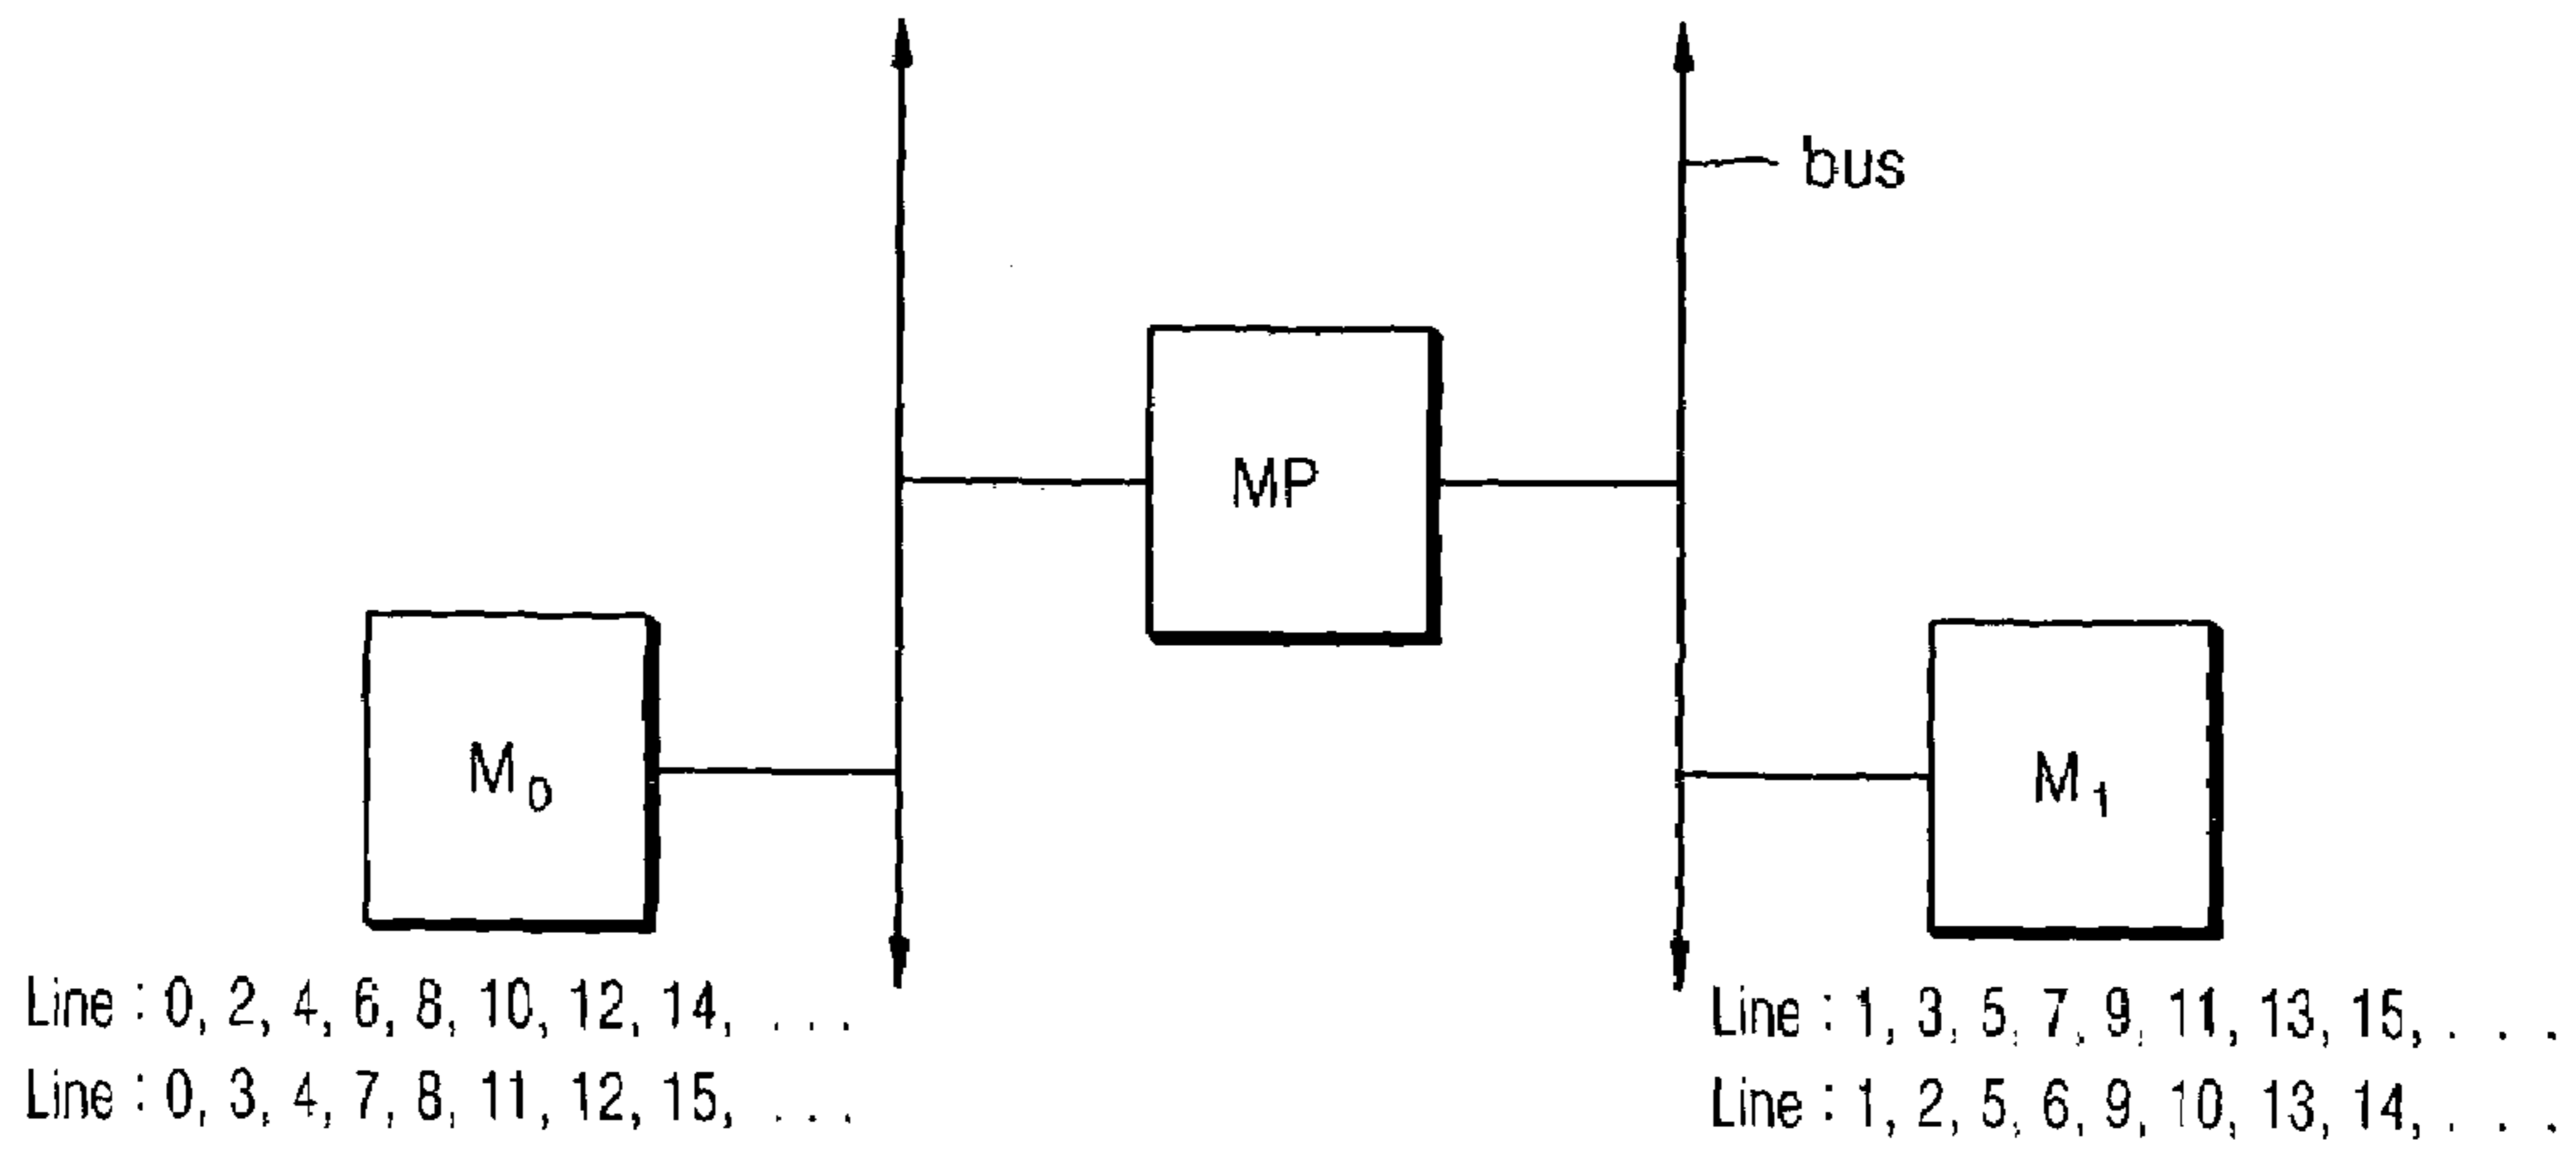 bus
MP
M0
M1
Line : 0, 2, 4, 6, 8, 10, 12, 14, . . .
Line : 0, 3, 4, 7, 8, 11, 12, 15, . . .
Line : 1, 3, 5, 7, 9, 11, 13, 15, . . .
Line : 1, 2, 5, 6, 9, 10, 13, 14, . . .